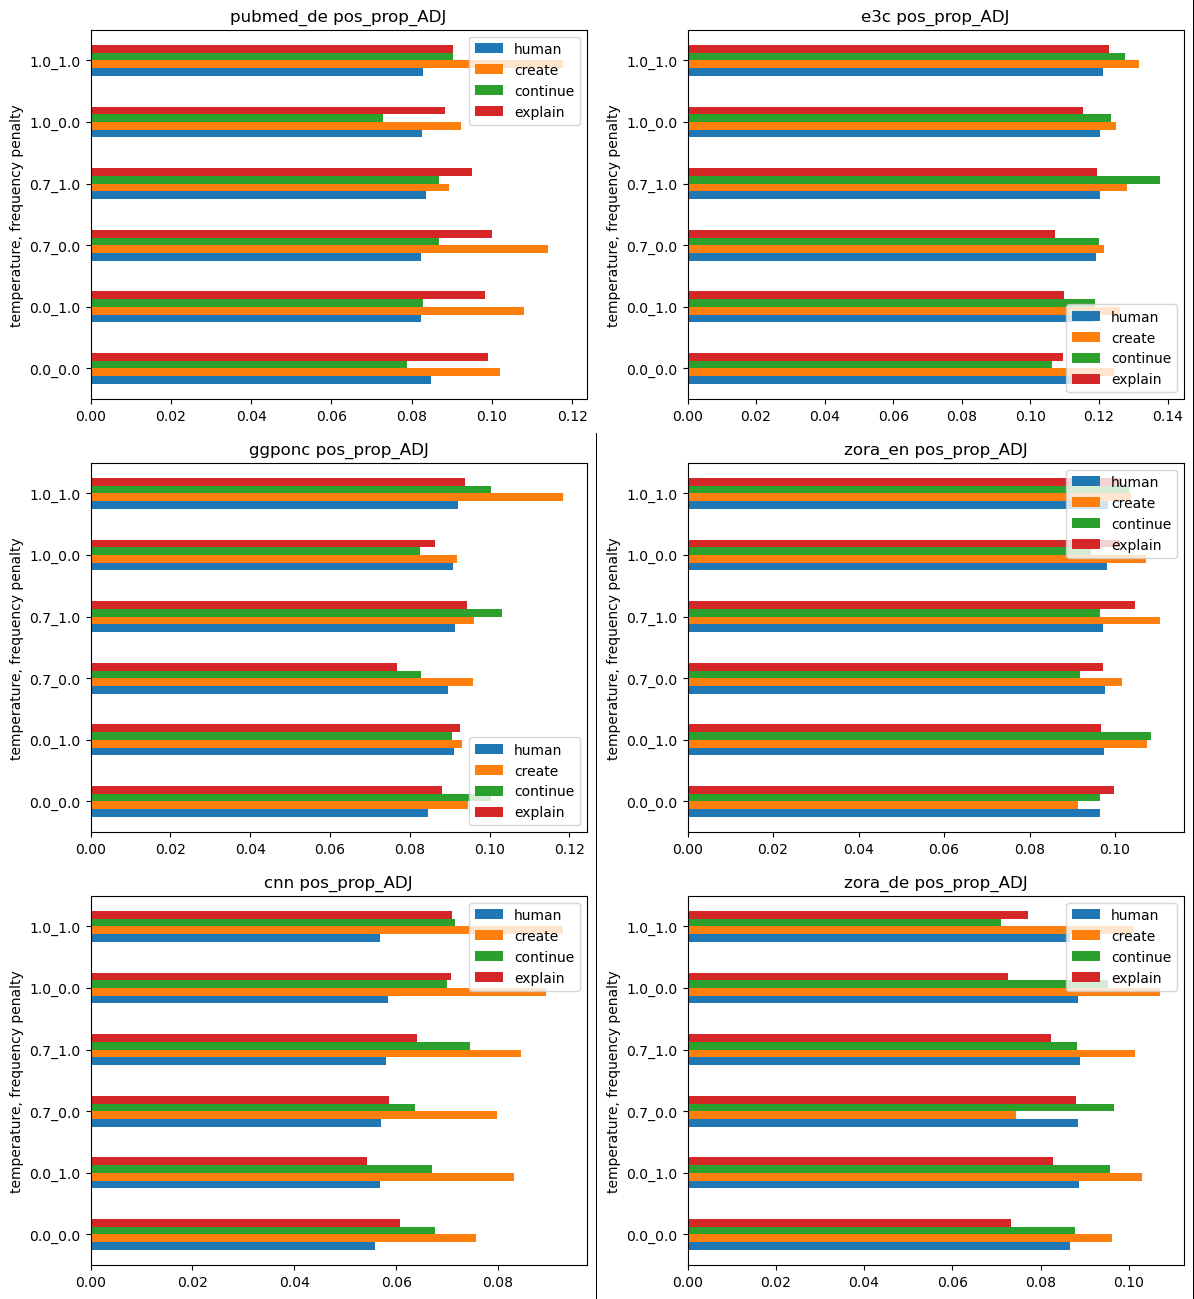 pubmed_de pos_prop_ADJ
temperature, frequency penalty
1.0_1.0
1.0_0.0
0.7_1.0
0.7_0.0
0.0_1.0
0.0_0.0
0.00 0.02 0.04 0.06 0.08 0.10 0.12
human
create
continue
explain
e3c pos_prop_ADJ
temperature, frequency penalty
1.0_1.0
1.0_0.0
0.7_1.0
0.7_0.0
0.0_1.0
0.0_0.0
0.00 0.02 0.04 0.06 0.08 0.10 0.12 0.14
human
create
continue
explain
ggponc pos_prop_ADJ
temperature, frequency penalty
1.0_1.0
1.0_0.0
0.7_1.0
0.7_0.0
0.0_1.0
0.0_0.0
0.00 0.02 0.04 0.06 0.08 0.10 0.12
human
create
continue
explain
zora_en pos_prop_ADJ
temperature, frequency penalty
1.0_1.0
1.0_0.0
0.7_1.0
0.7_0.0
0.0_1.0
0.0_0.0
0.00 0.02 0.04 0.06 0.08 0.10
human
create
continue
explain
cnn pos_prop_ADJ
temperature, frequency penalty
1.0_1.0
1.0_0.0
0.7_1.0
0.7_0.0
0.0_1.0
0.0_0.0
0.00 0.02 0.04 0.06 0.08
human
create
continue
explain
zora_de pos_prop_ADJ
temperature, frequency penalty
1.0_1.0
1.0_0.0
0.7_1.0
0.7_0.0
0.0_1.0
0.0_0.0
0.00 0.02 0.04 0.06 0.08 0.10
human
create
continue
explain